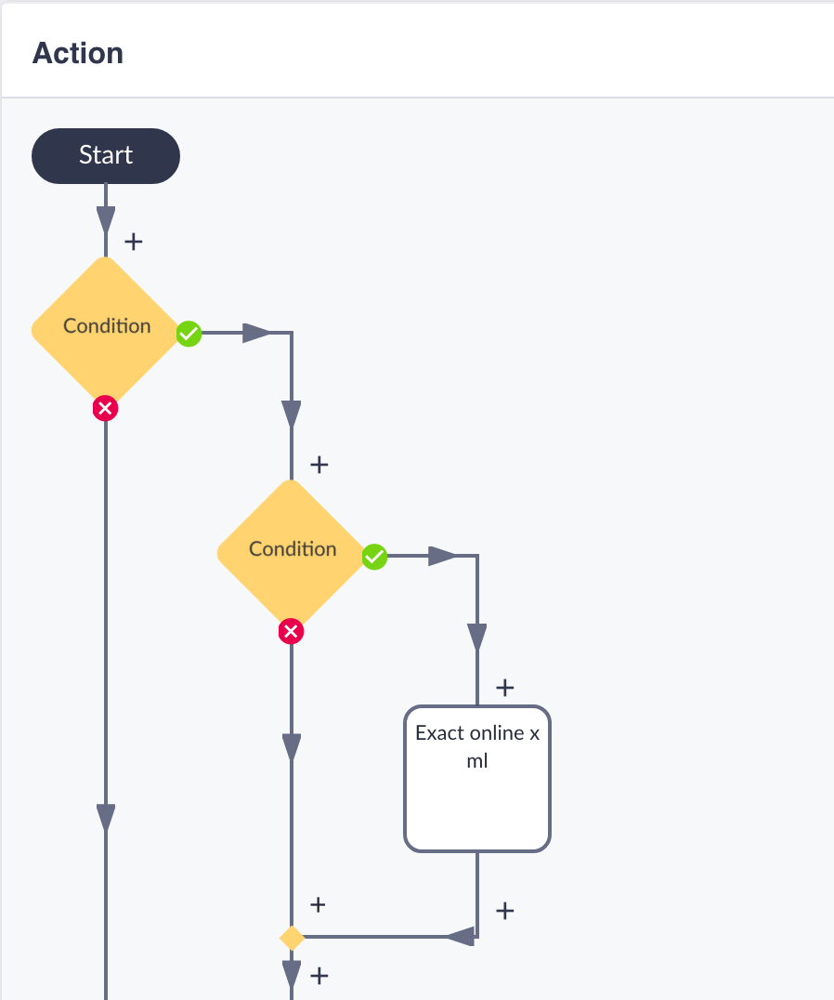 Action
Start
+
Condition
+
Condition
+
Exact online x
ml
+
+
+